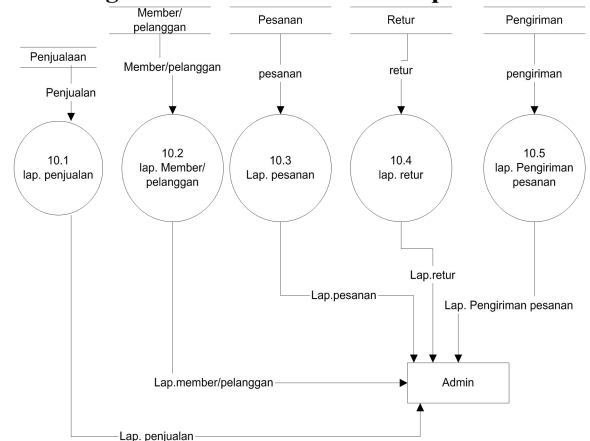 Member/
pelanggan
Pesanan
Retur
Pengiriman
Penjualaan
Member/pelanggan
pesanan
retur
pengiriman
Penjualan
10.1
lap. penjualan
10.2
lap. Member/
pelanggan
10.3
Lap. pesanan
10.4
lap. retur
10.5
lap. Pengiriman
pesanan
Lap.retur
Lap.pesanan
Lap. Pengiriman pesanan
Lap.member/pelanggan
Admin
Lap. penjualan